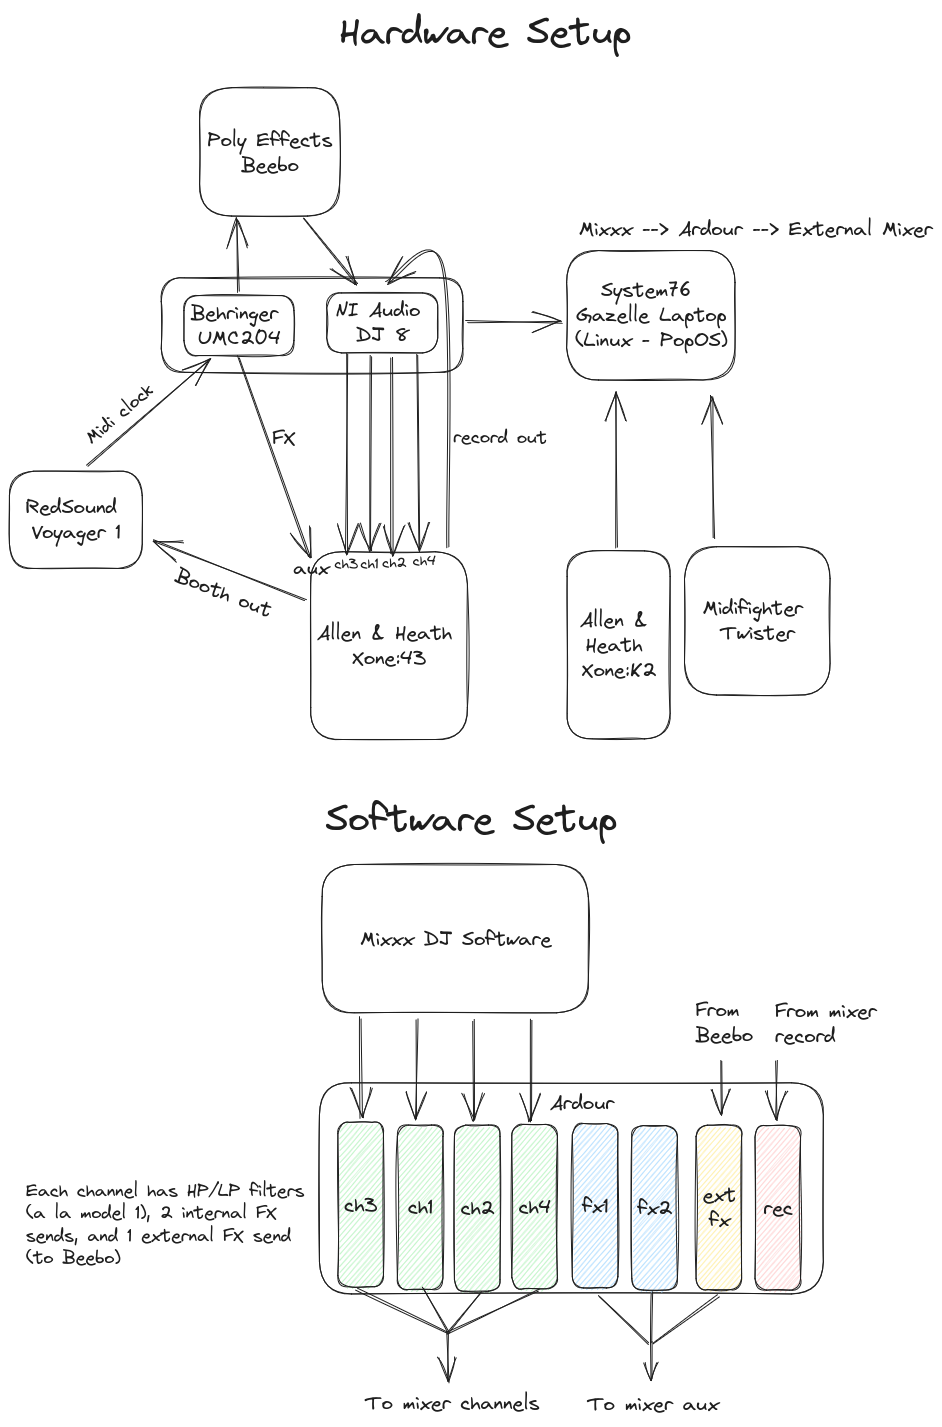 Hardware Setup
Poly Effects
Beebo
Mixxx --> Ardour --> External Mixer
System76
Gazelle Laptop
(Linux - PopOS)
Behringer
UMC204
NI Audio
DJ 8
Midi clock
FX
record out
RedSound
Voyager 1
Booth out
aux
ch3
ch1
ch2
ch4
Allen & Heath
Xone:43
Allen &
Heath
Xone:K2
Midifighter
Twister
Software Setup
Mixxx DJ Software
From
Beebo
From mixer
record
Ardour
Each channel has HP/LP filters
(a la model 1), 2 internal FX
sends, and 1 external FX send
(to Beebo)
ch3
ch1
ch2
ch4
fx1
fx2
ext
fx
rec
To mixer channels
To mixer aux